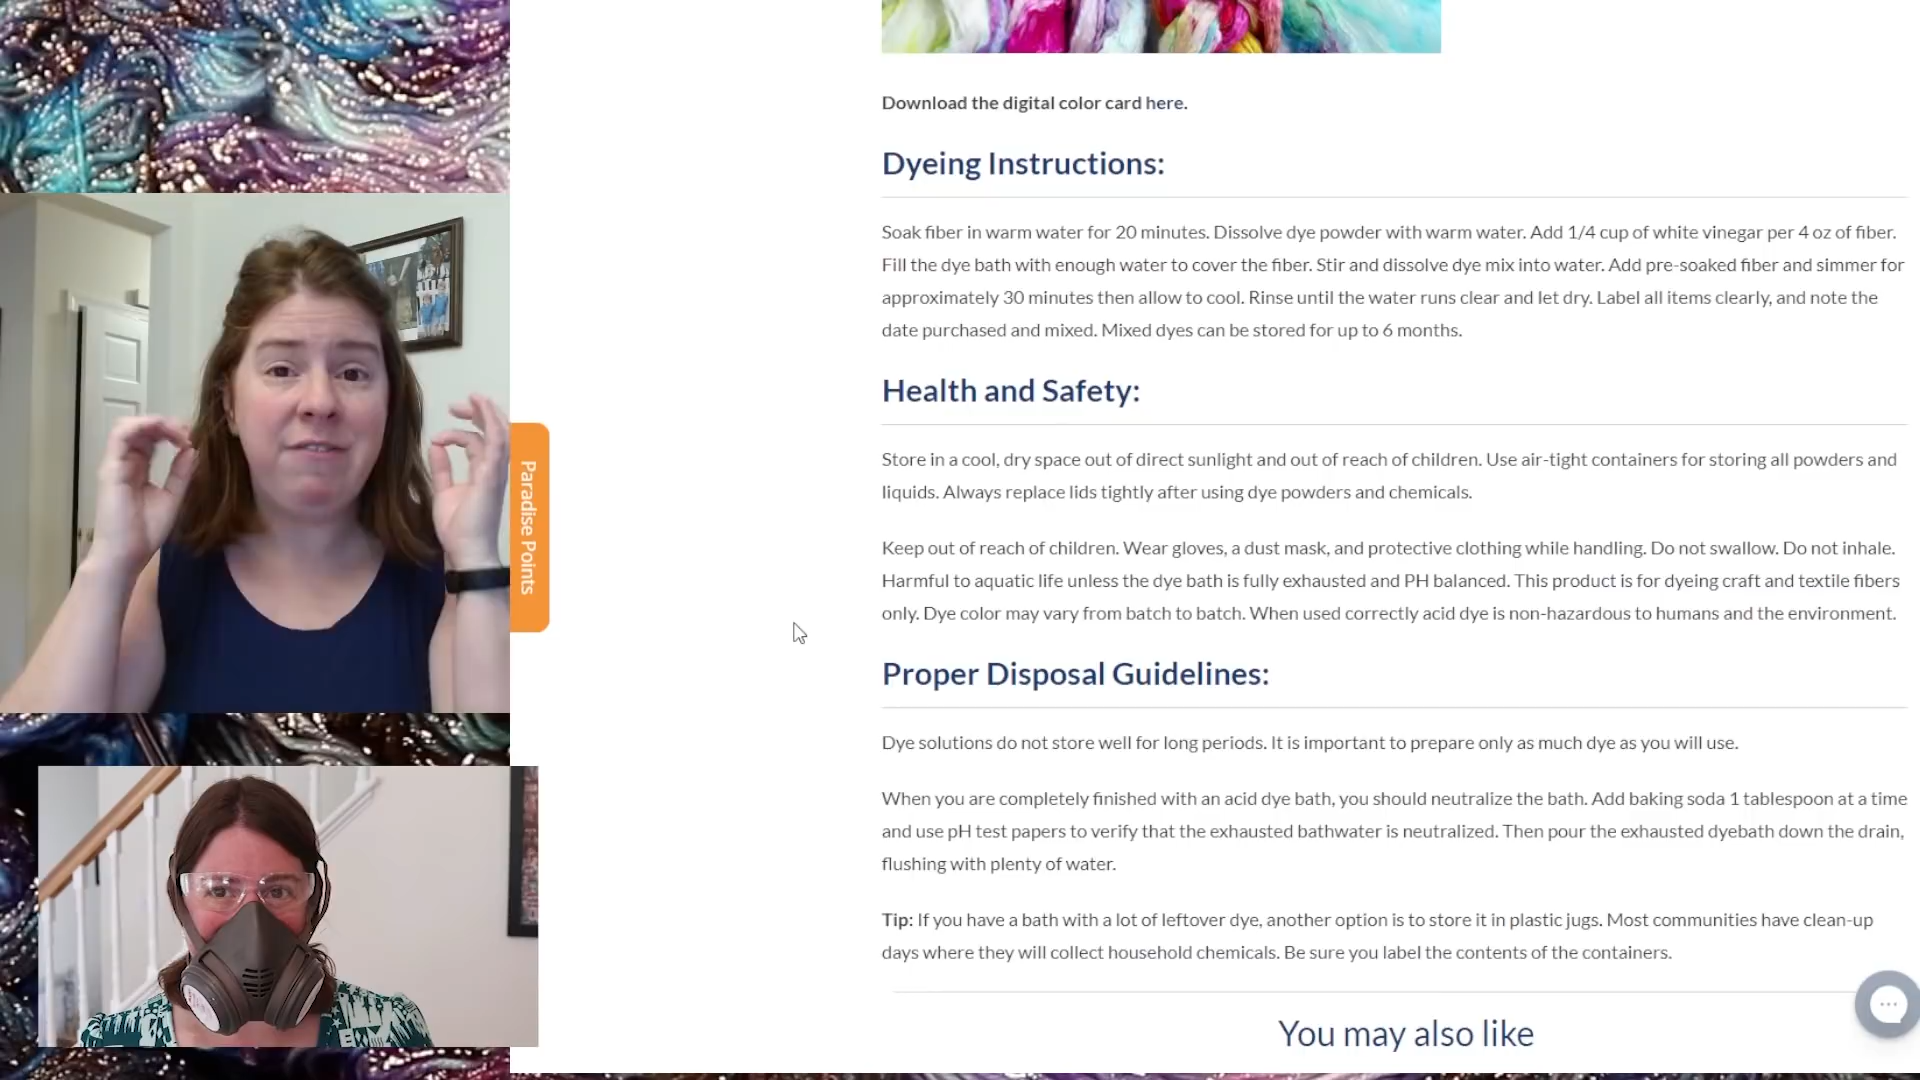 Download the digital color card here.
Dyeing Instructions:
Soak fiber in warm water for 20 minutes. Dissolve dye powder with warm water. Add 1/4 cup of white vinegar per 4 oz of fiber.
Fill the dye bath with enough water to cover the fiber. Stir and dissolve dye mix into water. Add pre-soaked fiber and simmer for
approximately 30 minutes then allow to cool. Rinse until the water runs clear and let dry. Label all items clearly, and note the
date purchased and mixed. Mixed dyes can be stored for up to 6 months.
Health and Safety:
Store in a cool, dry space out of direct sunlight and out of reach of children. Use air-tight containers for storing all powders and
liquids. Always replace lids tightly after using dye powders and chemicals.
Paradise Points
Keep out of reach of children. Wear gloves, a dust mask, and protective clothing while handling. Do not swallow. Do not inhale.
Harmful to aquatic life unless the dye bath is fully exhausted and PH balanced. This product is for dyeing craft and textile fibers
only. Dye color may vary from batch to batch. When used correctly acid dye is non-hazardous to humans and the environment.
Proper Disposal Guidelines:
Dye solutions do not store well for long periods. It is important to prepare only as much dye as you will use.
When you are completely finished with an acid dye bath, you should neutralize the bath. Add baking soda 1 tablespoon at a time
and use pH test papers to verify that the exhausted bathwater is neutralized. Then pour the exhausted dyebath down the drain,
flushing with plenty of water.
Tip: If you have a bath with a lot of leftover dye, another option is to store it in plastic jugs. Most communities have clean-up
days where they will collect household chemicals. Be sure you label the contents of the containers.
You may also like